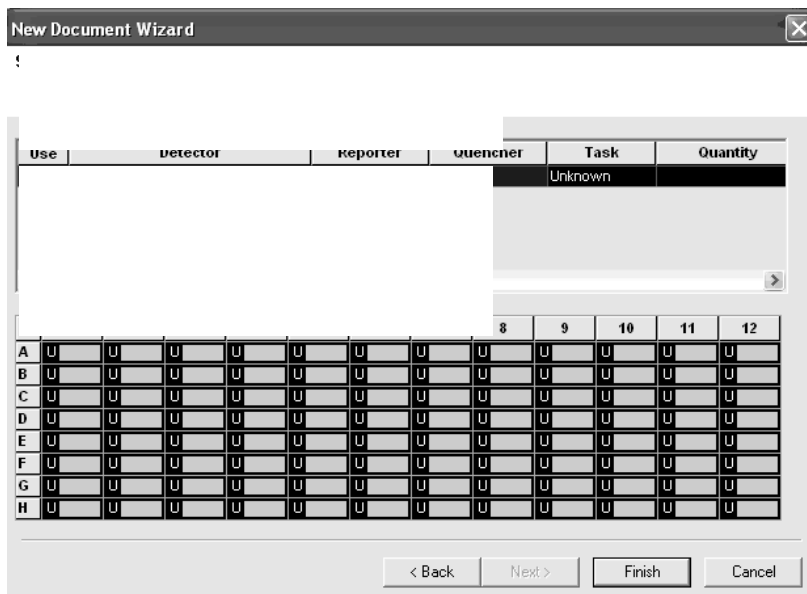 New Document Wizard
Use Detector Reporter Quencher Task Quantity
Unknown
8 9 10 11 12
A U U U U U U U U U U U U
B U U U U U U U U U U U U
C U U U U U U U U U U U U
D U U U U U U U U U U U U
E U U U U U U U U U U U U
F U U U U U U U U U U U U
G U U U U U U U U U U U U
H U U U U U U U U U U U U
< Back Next > Finish Cancel